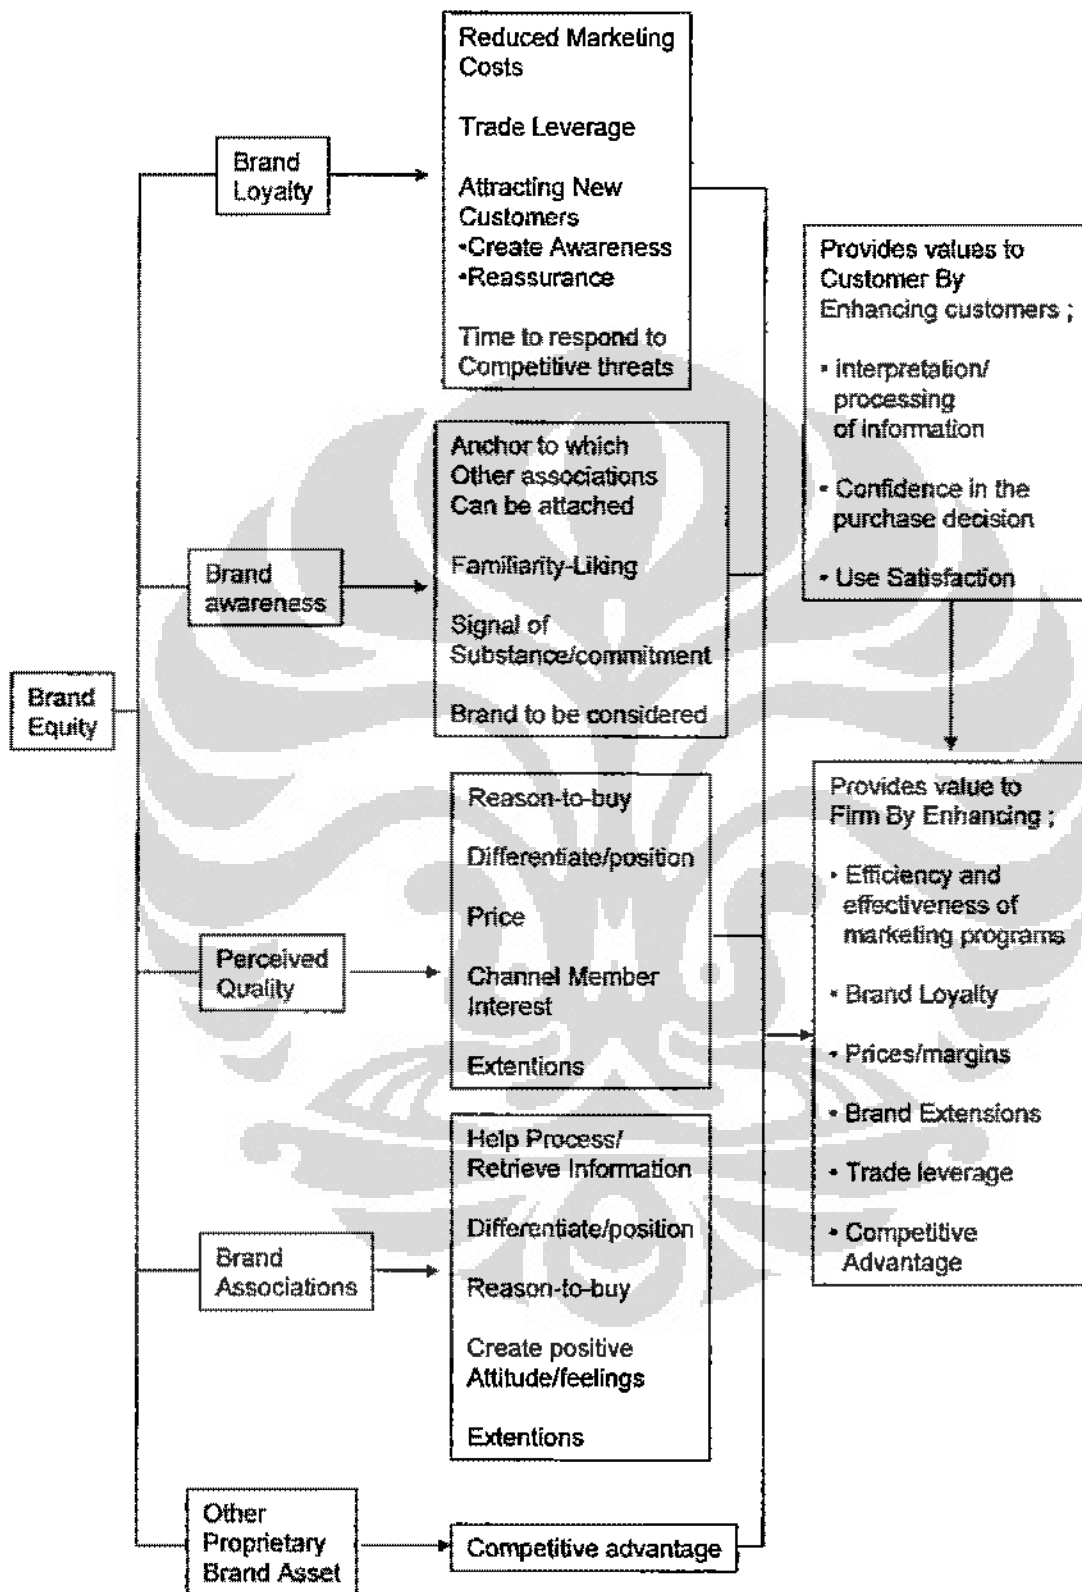 Brand
Equity
Brand
Loyalty
Reduced Marketing
Costs
Trade Leverage
Attracting New
Customers
•Create Awareness
•Reassurance
Time to respond to
Competitive threats
Brand
awareness
Anchor to which
Other associations
Can be attached
Familiarity-Liking
Signal of
Substance/commitment
Brand to be considered
Perceived
Quality
Reason-to-buy
Differentiate/position
Price
Channel Member
Interest
Extentions
Brand
Associations
Help Process/
Retrieve Information
Differentiate/position
Reason-to-buy
Create positive
Attitude/feelings
Extentions
Other
Proprietary
Brand Asset
Competitive advantage
Provides values to
Customer By
Enhancing customers ;
• interpretation/
processing
of information
• Confidence in the
purchase decision
• Use Satisfaction
Provides value to
Firm By Enhancing ;
• Efficiency and
effectiveness of
marketing programs
• Brand Loyalty
• Prices/margins
• Brand Extensions
• Trade leverage
• Competitive
Advantage